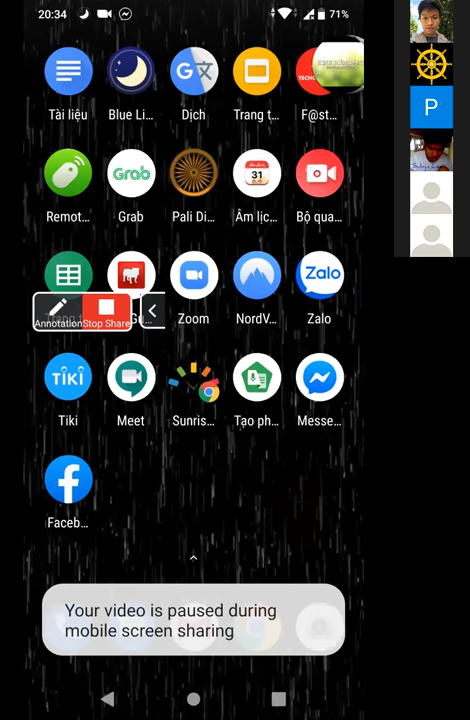 20:34
71%
Tài liệu
Blue Li...
Dịch
Trang t...
F@st...
Remot...
Grab
Grab
Pali Di...
31
Âm lịc...
Bộ qua...
Zoom
NordV...
Zalo
Zalo
Annotation
Stop Share
TiKi
Tiki
Meet
Sunris...
Tạo ph...
Messe...
Faceb...
Your video is paused during
mobile screen sharing
P